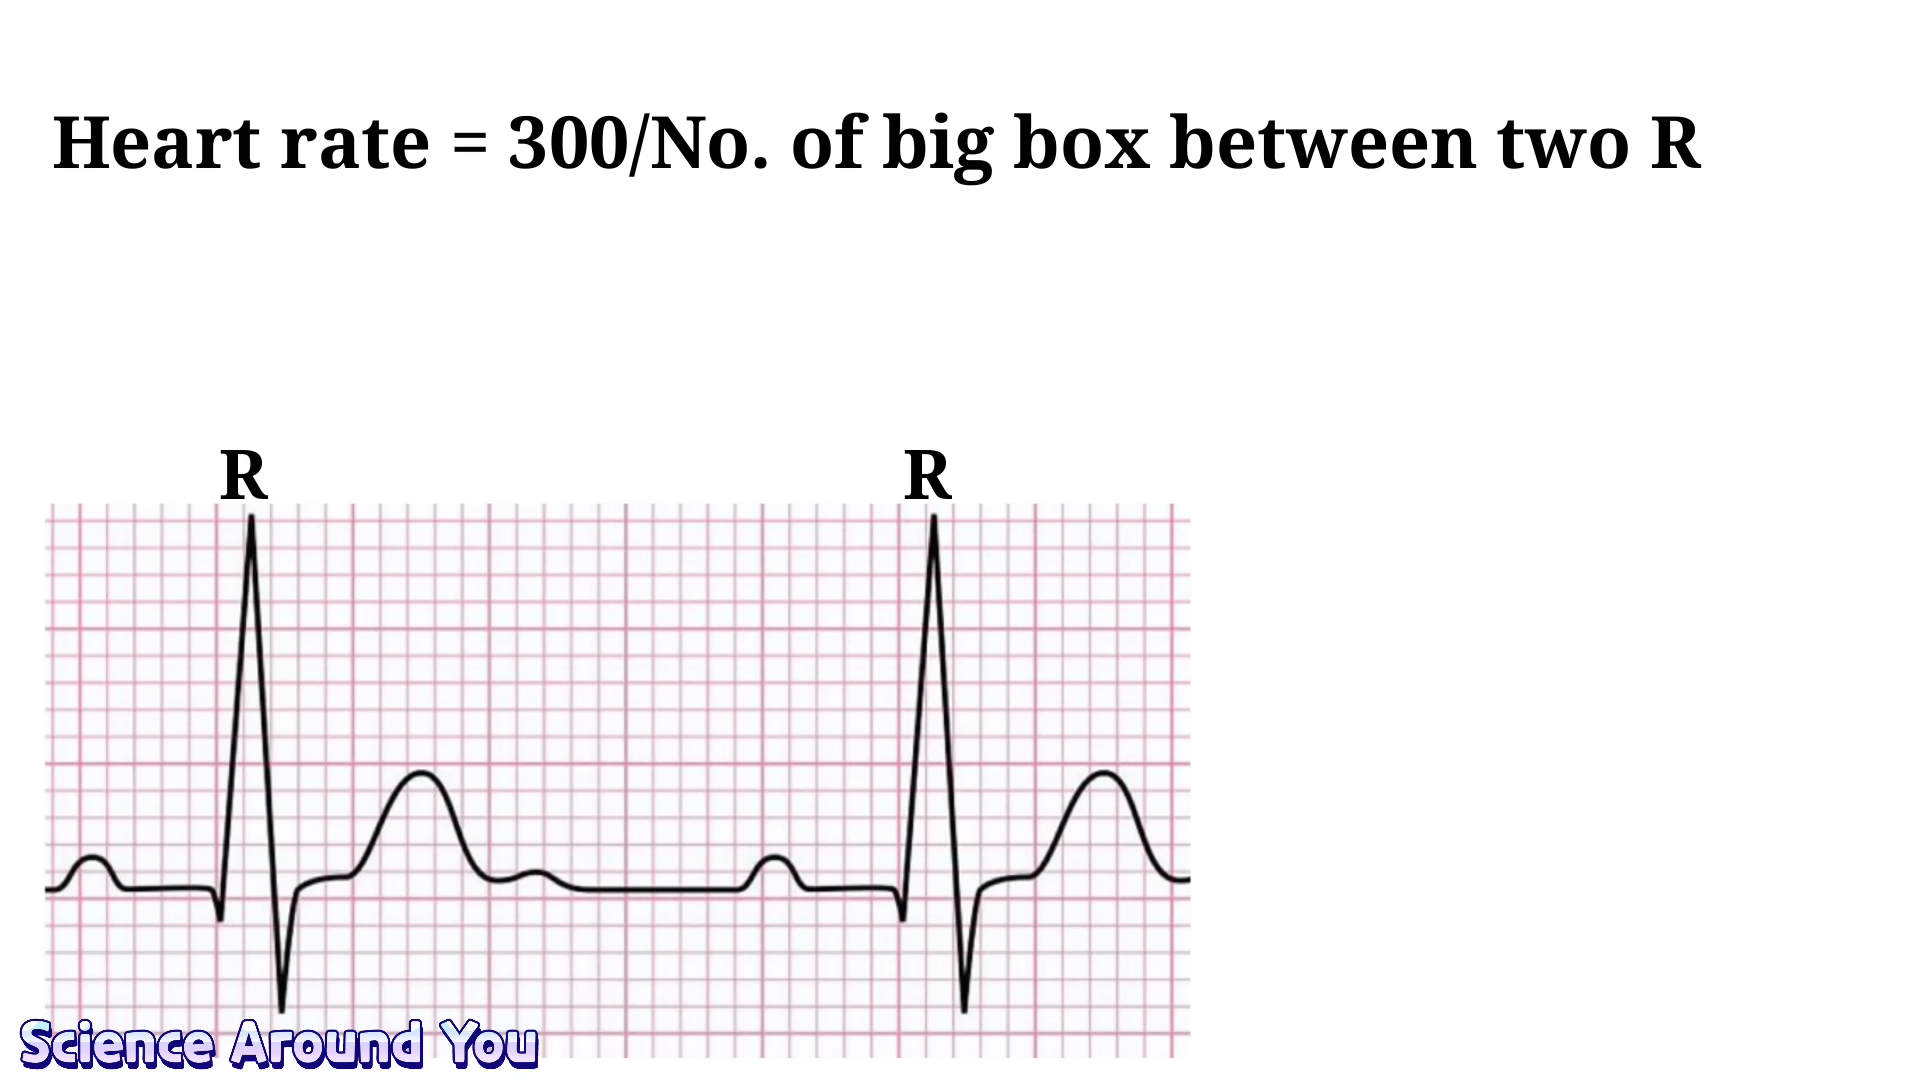 Heart rate = 300/No. of big box between two R
R R
Science Around You